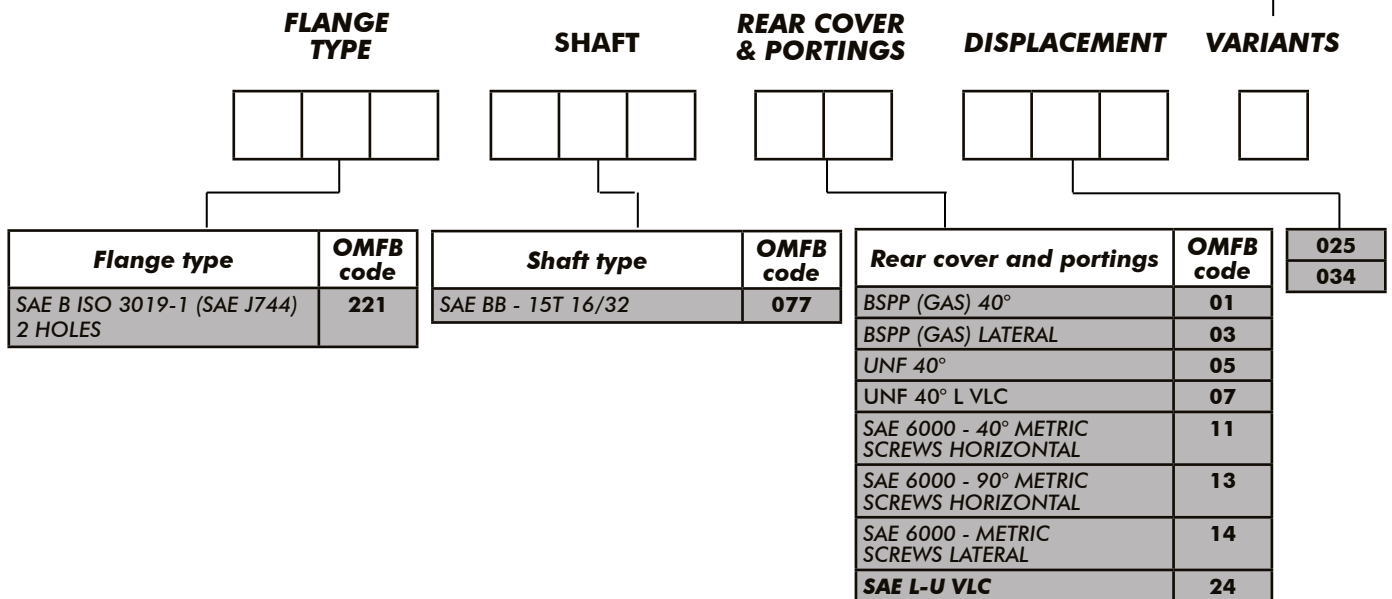 FLANGE
TYPE
SHAFT
REAR COVER
& PORTINGS
DISPLACEMENT
VARIANTS
Flange type
OMFB
code
SAE B ISO 3019-1 (SAE J744)
2 HOLES
221
Shaft type
OMFB
code
SAE BB - 15T 16/32
077
Rear cover and portings
OMFB
code
BSPP (GAS) 40°
01
BSPP (GAS) LATERAL
03
UNF 40°
05
UNF 40° L VLC
07
SAE 6000 - 40° METRIC
SCREWS HORIZONTAL
11
SAE 6000 - 90° METRIC
SCREWS HORIZONTAL
13
SAE 6000 - METRIC
SCREWS LATERAL
14
SAE L-U VLC
24
025
034